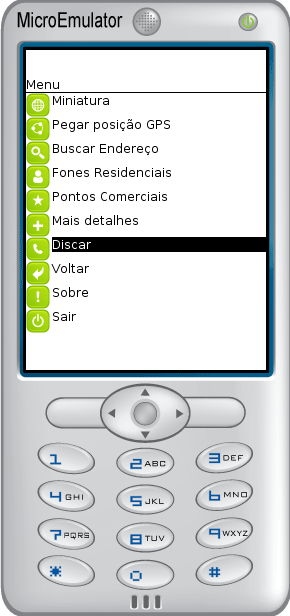 MicroEmulator
Menu
Miniatura
Pegar posição GPS
Buscar Endereço
Fones Residenciais
Pontos Comerciais
Mais detalhes
Discar
Voltar
Sobre
Sair
1 2 ABC 3 DEF
4 GHI 5 JKL 6 MNO
7 PQRS 8 TUV 9 WXYZ
* 0 #